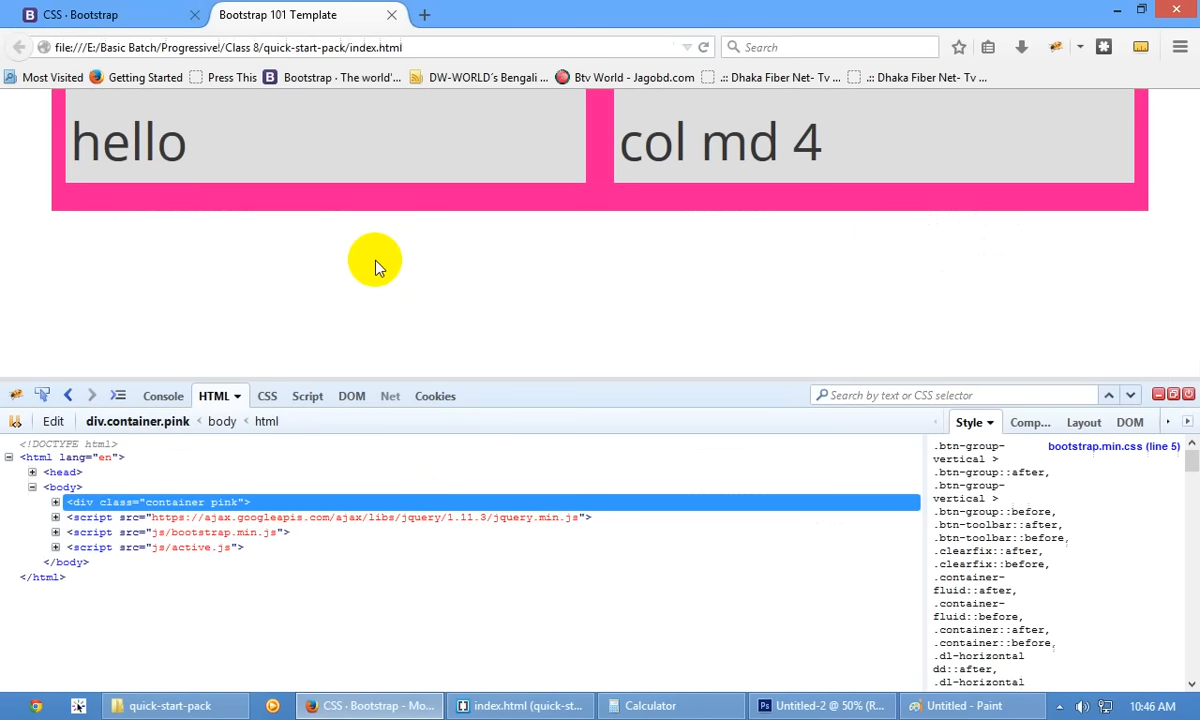 CSS · Bootstrap
Bootstrap 101 Template
file:///E:/Basic Batch/Progressive!/Class 8/quick-start-pack/index.html
Search
Most Visited
Getting Started
Press This
Bootstrap · The world'...
DW-WORLD´s Bengali ...
Btv World - Jagobd.com
.:: Dhaka Fiber Net- Tv ...
.:: Dhaka Fiber Net- Tv ...
hello
col md 4
Console
HTML
CSS
Script
DOM
Net
Cookies
Search by text or CSS selector
Edit
div.container.pink < body < html
Style
Comp...
Layout
DOM
<!DOCTYPE html>
<html lang="en">
<head>
<body>
<div class="container pink">
<script src="https://ajax.googleapis.com/ajax/libs/jquery/1.11.3/jquery.min.js">
<script src="js/bootstrap.min.js">
<script src="js/active.js">
</body>
</html>
.btn-group-
bootstrap.min.css (line 5)
vertical >
.btn-group::after,
.btn-group-
vertical >
.btn-group::before,
.btn-toolbar::after,
.btn-toolbar::before,
.clearfix::after,
.clearfix::before,
.container-
fluid::after,
.container-
fluid::before,
.container::after,
.container::before,
.dl-horizontal
dd::after,
.dl-horizontal
quick-start-pack
CSS · Bootstrap - Mo...
index.html (quick-st...
Calculator
Untitled-2 @ 50% (R...
Untitled - Paint
10:46 AM